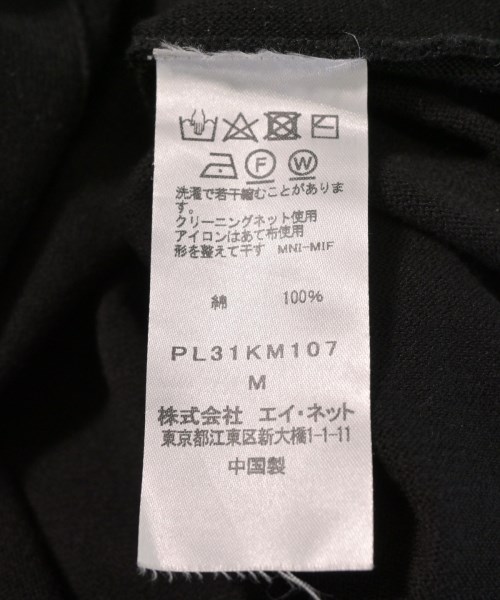 F W
洗濯で若干縮むことがありま
す。
クリーニングネット使用
アイロンはあて布使用
形を整えて干す MNI-MIF
綿 100%
PL31KM107
M
株式会社 エイ・ネット
東京都江東区新大橋1-1-11
中国製